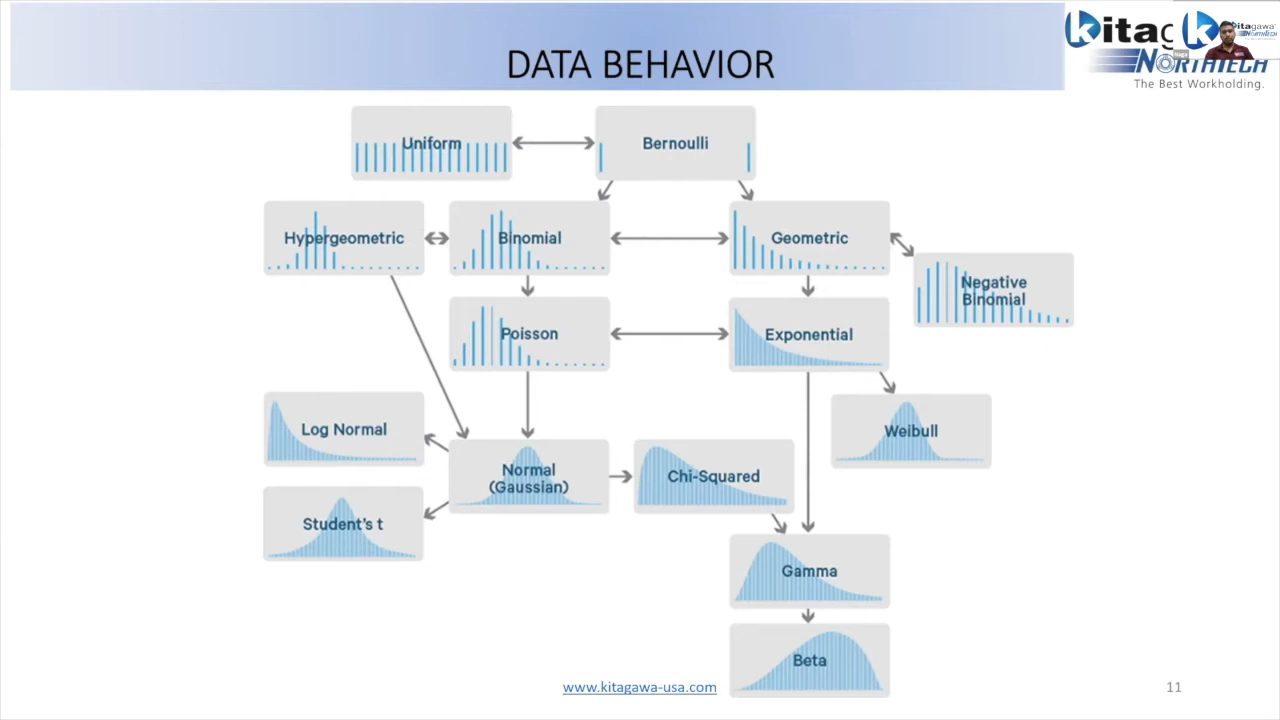 DATA BEHAVIOR
kitag
NORTHTECH
The Best Workholding.
Uniform
Bernoulli
Hypergeometric
Binomial
Geometric
Negative
Binomial
Poisson
Exponential
Log Normal
Normal
(Gaussian)
Chi-Squared
Weibull
Student's t
Gamma
Beta
www.kitagawa-usa.com
11